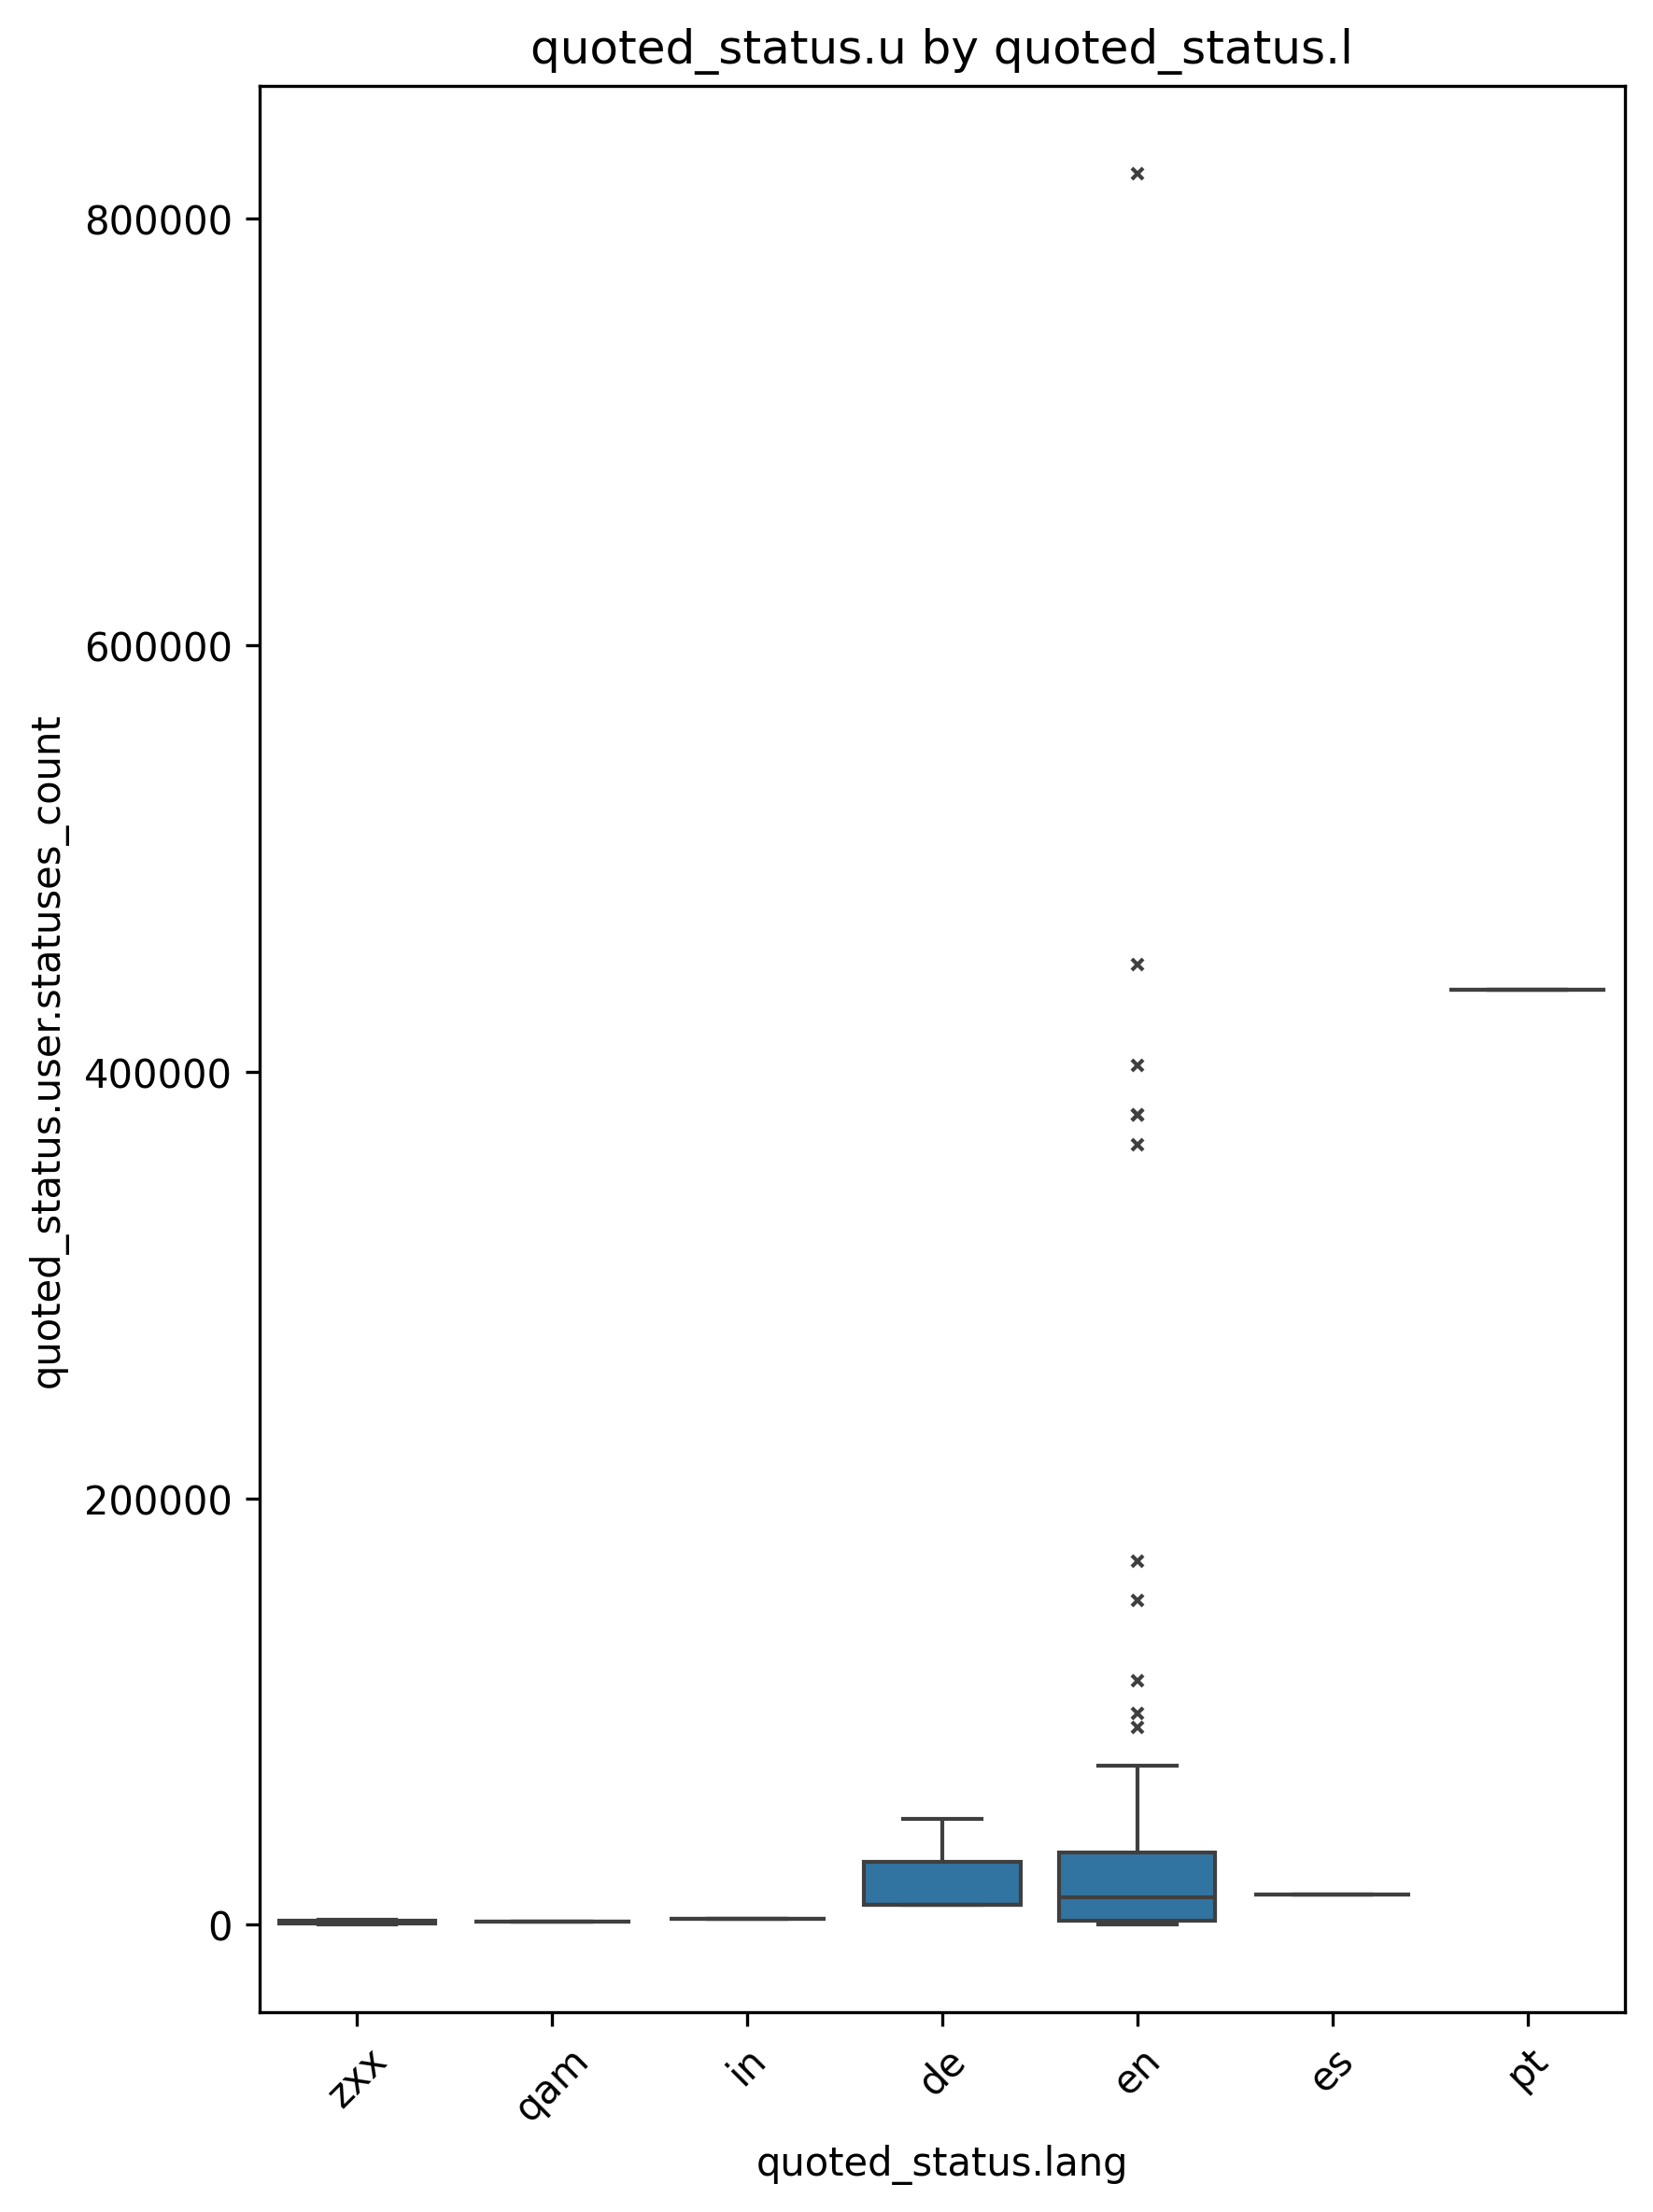 quoted_status.u by quoted_status.l
quoted_status.user.statuses_count
800000
600000
400000
200000
0
zxx
qam
in
de
en
es
pt
quoted_status.lang